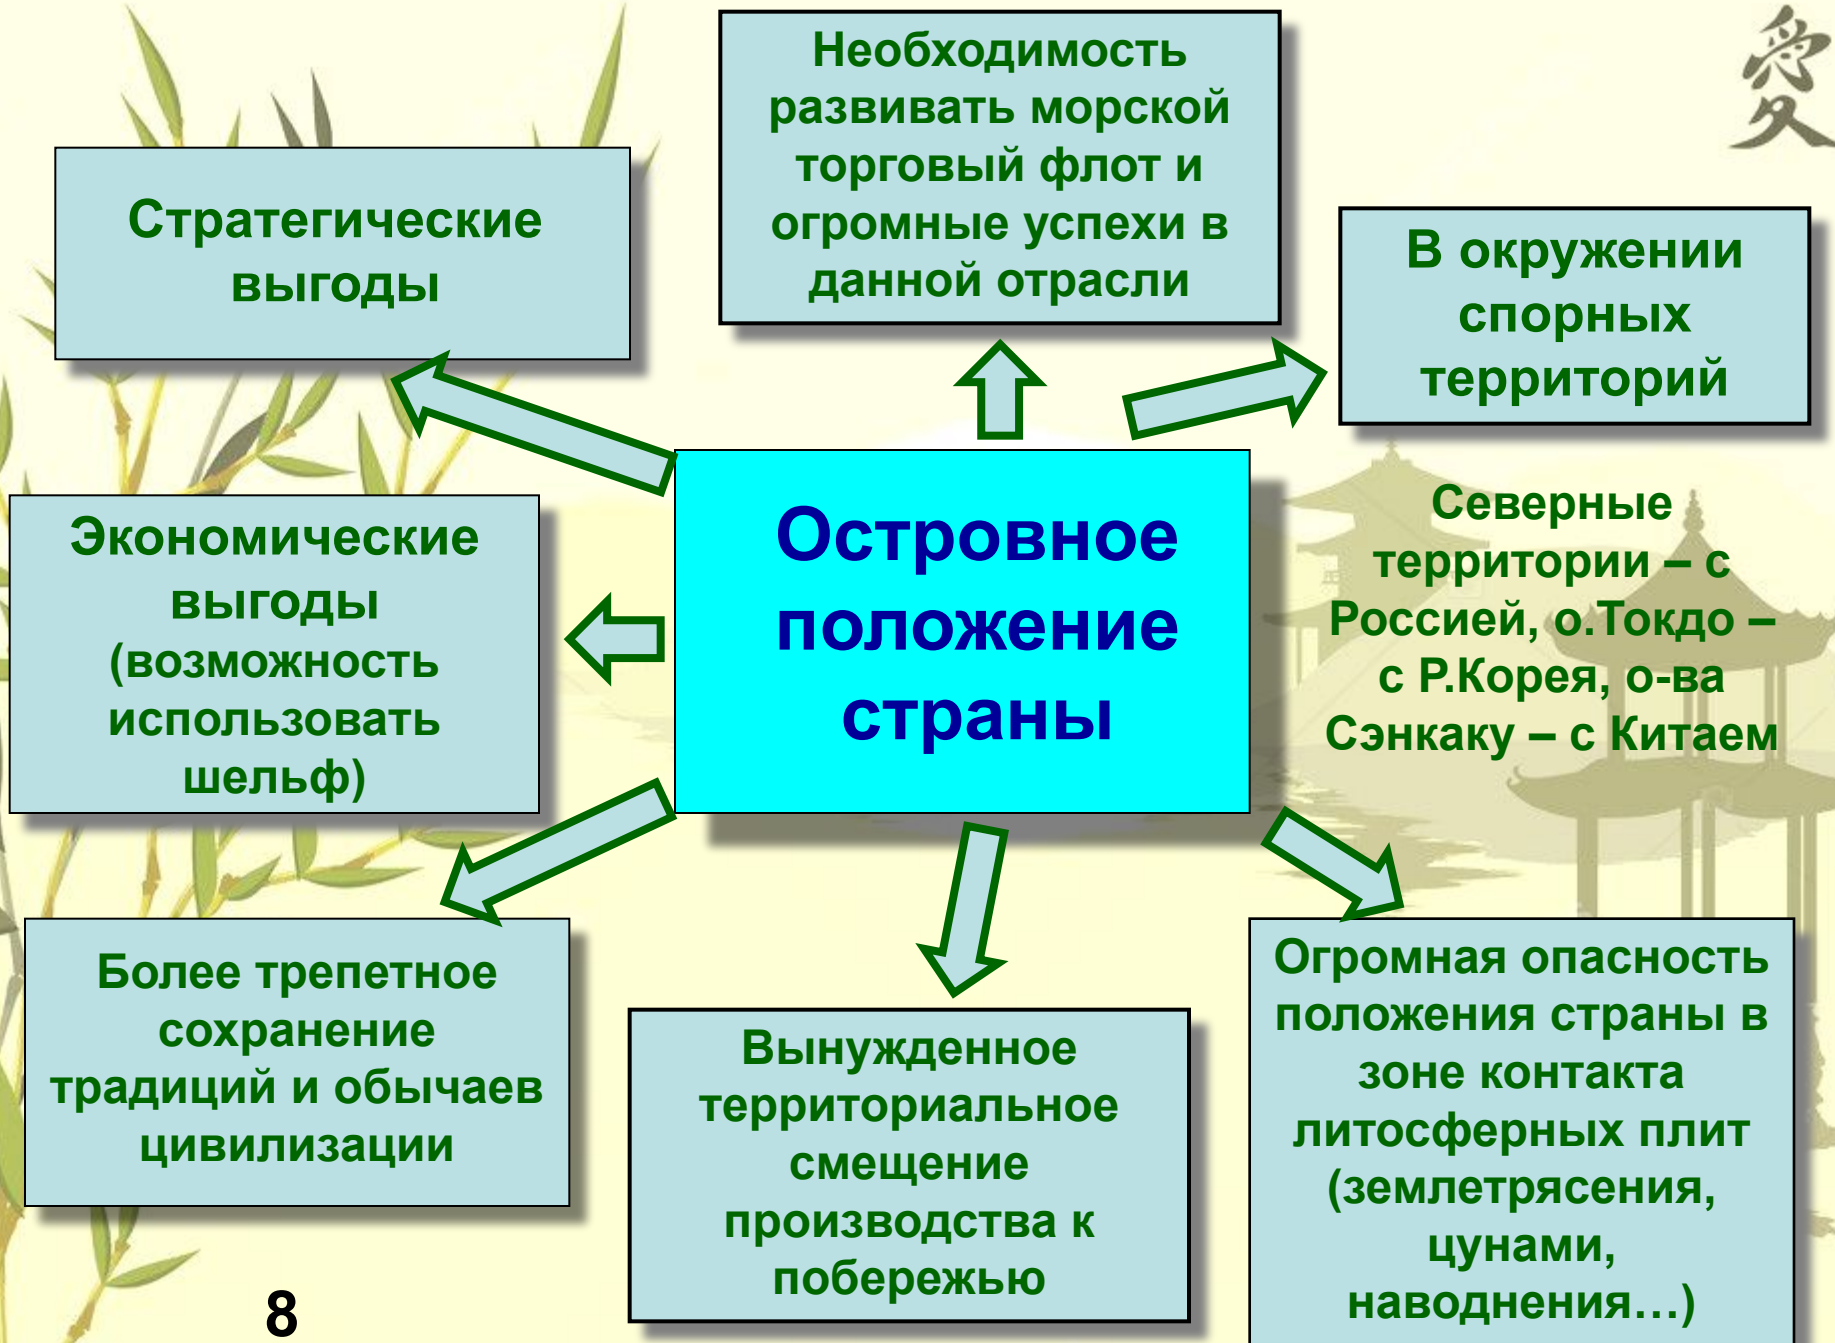 Необходимость
развивать морской
торговый флот и
огромные успехи в
данной отрасли
愛
Стратегические
выгоды
В окружении
спорных
территорий
Экономические
выгоды
(возможность
использовать
шельф)
Островное
положение
страны
Северные
территории – с
Россией, о.Токдо –
с Р.Корея, о-ва
Сэнкаку – с Китаем
Более трепетное
сохранение
традиций и обычаев
цивилизации
Вынужденное
территориальное
смещение
производства к
побережью
Огромная опасность
положения страны в
зоне контакта
литосферных плит
(землетрясения,
цунами,
наводнения…)
8